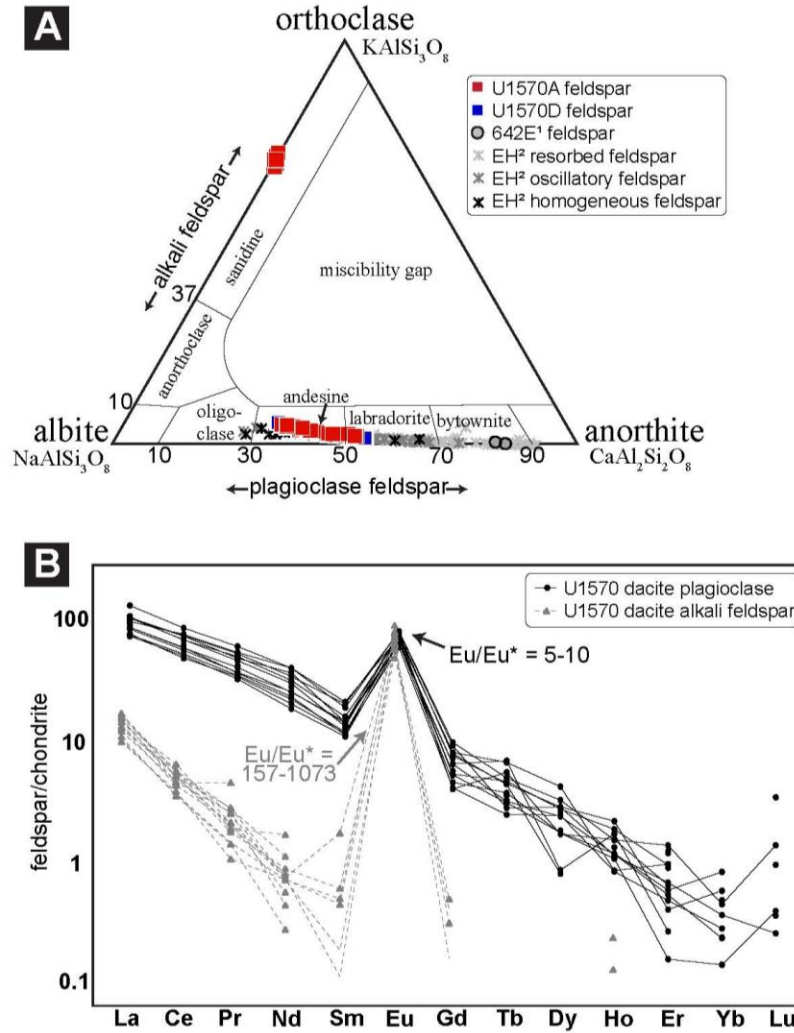 A
orthoclase
KAlSi₃O₈
U1570A feldspar
U1570D feldspar
642E¹ feldspar
EH² resorbed feldspar
EH² oscillatory feldspar
EH² homogeneous feldspar
alkali feldspar
sanidine
miscibility gap
37
anorthoclase
10
oligo-
clase
andesine
labradorite
bytownite
albite
NaAlSi₃O₈
anorthite
CaAl₂Si₂O₈
10
30
50
70
90
plagioclase feldspar
B
U1570 dacite plagioclase
U1570 dacite alkali feldspar
Eu/Eu* = 5-10
Eu/Eu* =
157-1073
feldspar/chondrite
100
10
1
0.1
La Ce Pr Nd Sm Eu Gd Tb Dy Ho Er Yb Lu